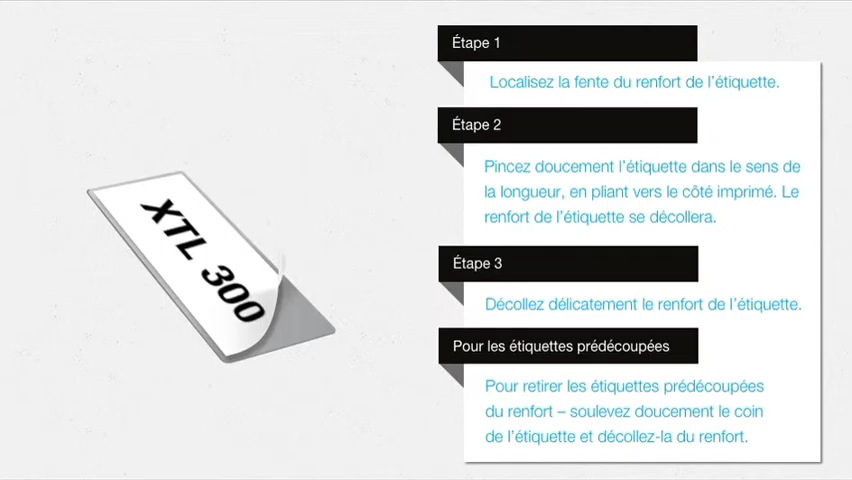 XTL 300
Étape 1
Localisez la fente du renfort de l'étiquette.
Étape 2
Pincez doucement l'étiquette dans le sens de
la longueur, en pliant vers le côté imprimé. Le
renfort de l'étiquette se décollera.
Étape 3
Décollez délicatement le renfort de l'étiquette.
Pour les étiquettes prédécoupées
Pour retirer les étiquettes prédécoupées
du renfort – soulevez doucement le coin
de l'étiquette et décollez-la du renfort.